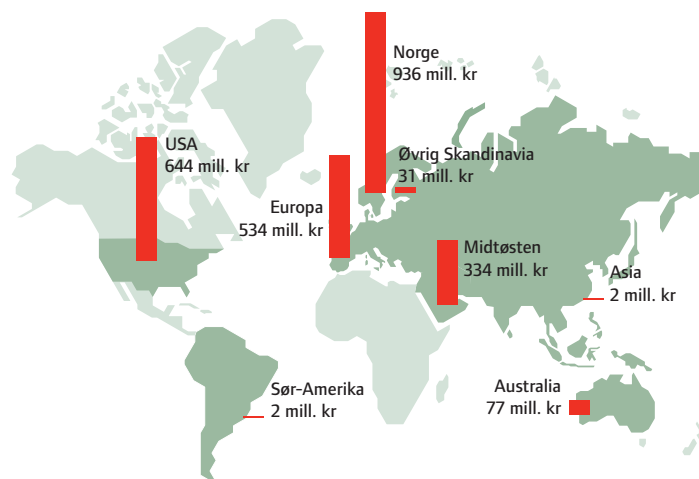 Norge
936 mill. kr
USA
644 mill. kr
Øvrig Skandinavia
31 mill. kr
Europa
534 mill. kr
Midtøsten
334 mill. kr
Asia
2 mill. kr
Sør-Amerika
2 mill. kr
Australia
77 mill. kr